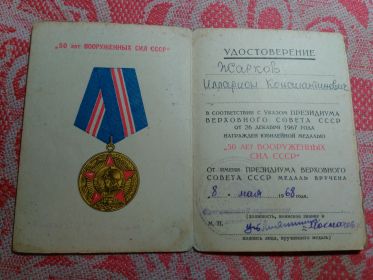 „50 лет ВООРУЖЕННЫХ СИЛ СССР"
УДОСТОВЕРЕНИЕ
Жарков
Илларион Константинович
В СООТВЕТСТВИИ С УКАЗОМ ПРЕЗИДИУМА
ВЕРХОВНОГО СОВЕТА СССР
ОТ 26 ДЕКАБРЯ 1967 ГОДА
НАГРАЖДЕН ЮБИЛЕЙНОЙ МЕДАЛЬЮ
"50 ЛЕТ ВООРУЖЕННЫХ
СИЛ СССР"
ОТ ИМЕНИ ПРЕЗИДИУМА ВЕРХОВНОГО
СОВЕТА СССР МЕДАЛЬ ВРУЧЕНА
"8" мая 1968 года
(должность, воинское звание и
М. П.
подпись лица, вручившего медаль)